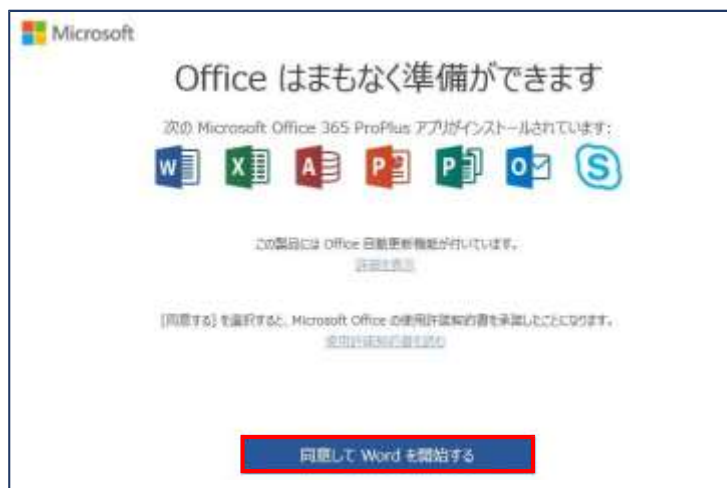 Microsoft
Office はまもなく準備ができます
次の Microsoft Office 365 ProPlus アプリがインストールされています:
W X A P P O S
この製品には Office 自動更新機能が付いています。
詳細を表示
[同意する] を選択すると、Microsoft Office の使用許諾契約書を承諾したことになります。
使用許諾契約書を読む
同意して Word を開始する